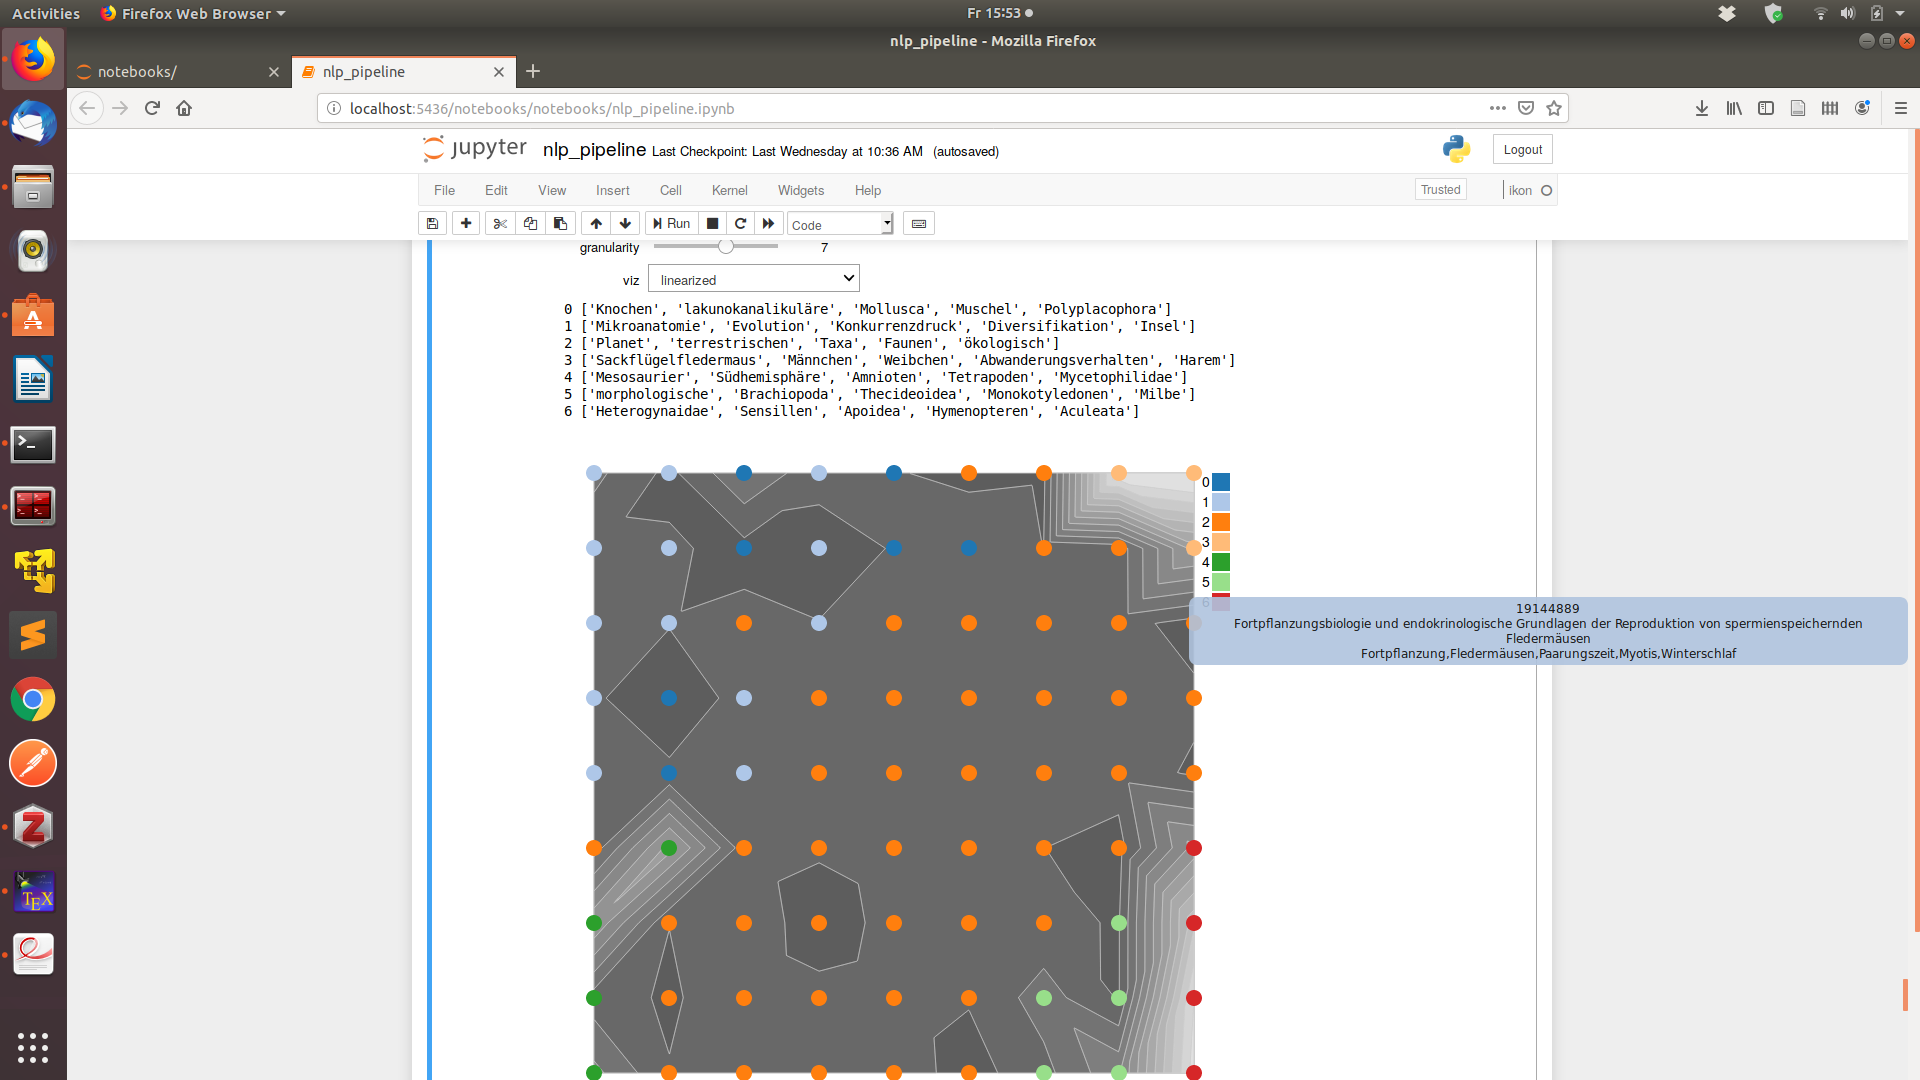 Activities Firefox Web Browser Fr 15:53
nlp_pipeline - Mozilla Firefox
notebooks/ nlp_pipeline
localhost:5436/notebooks/notebooks/nlp_pipeline.ipynb
jupyter nlp_pipeline Last Checkpoint: Last Wednesday at 10:36 AM (autosaved) Logout
File Edit View Insert Cell Kernel Widgets Help Trusted ikon
Run Code
granularity 7
viz linearized
0 ['Knochen', 'lakunokanalikuläre', 'Mollusca', 'Muschel', 'Polyplacophora']
1 ['Mikroanatomie', 'Evolution', 'Konkurrenzdruck', 'Diversifikation', 'Insel']
2 ['Planet', 'terrestrischen', 'Taxa', 'Faunen', 'ökologisch']
3 ['Sackflügelfledermaus', 'Männchen', 'Weibchen', 'Abwanderungsverhalten', 'Harem']
4 ['Mesosaurier', 'Südhemisphäre', 'Amnioten', 'Tetrapoden', 'Mycetophilidae']
5 ['morphologische', 'Brachiopoda', 'Thecideoidea', 'Monokotyledonen', 'Milbe']
6 ['Heterogynaidae', 'Sensillen', 'Apoidea', 'Hymenopteren', 'Aculeata']
0
1
2
3
4
5
6
19144889
Fortpflanzungsbiologie und endokrinologische Grundlagen der Reproduktion von spermienspeichernden
Fledermäusen
Fortpflanzung,Fledermäusen,Paarungszeit,Myotis,Winterschlaf